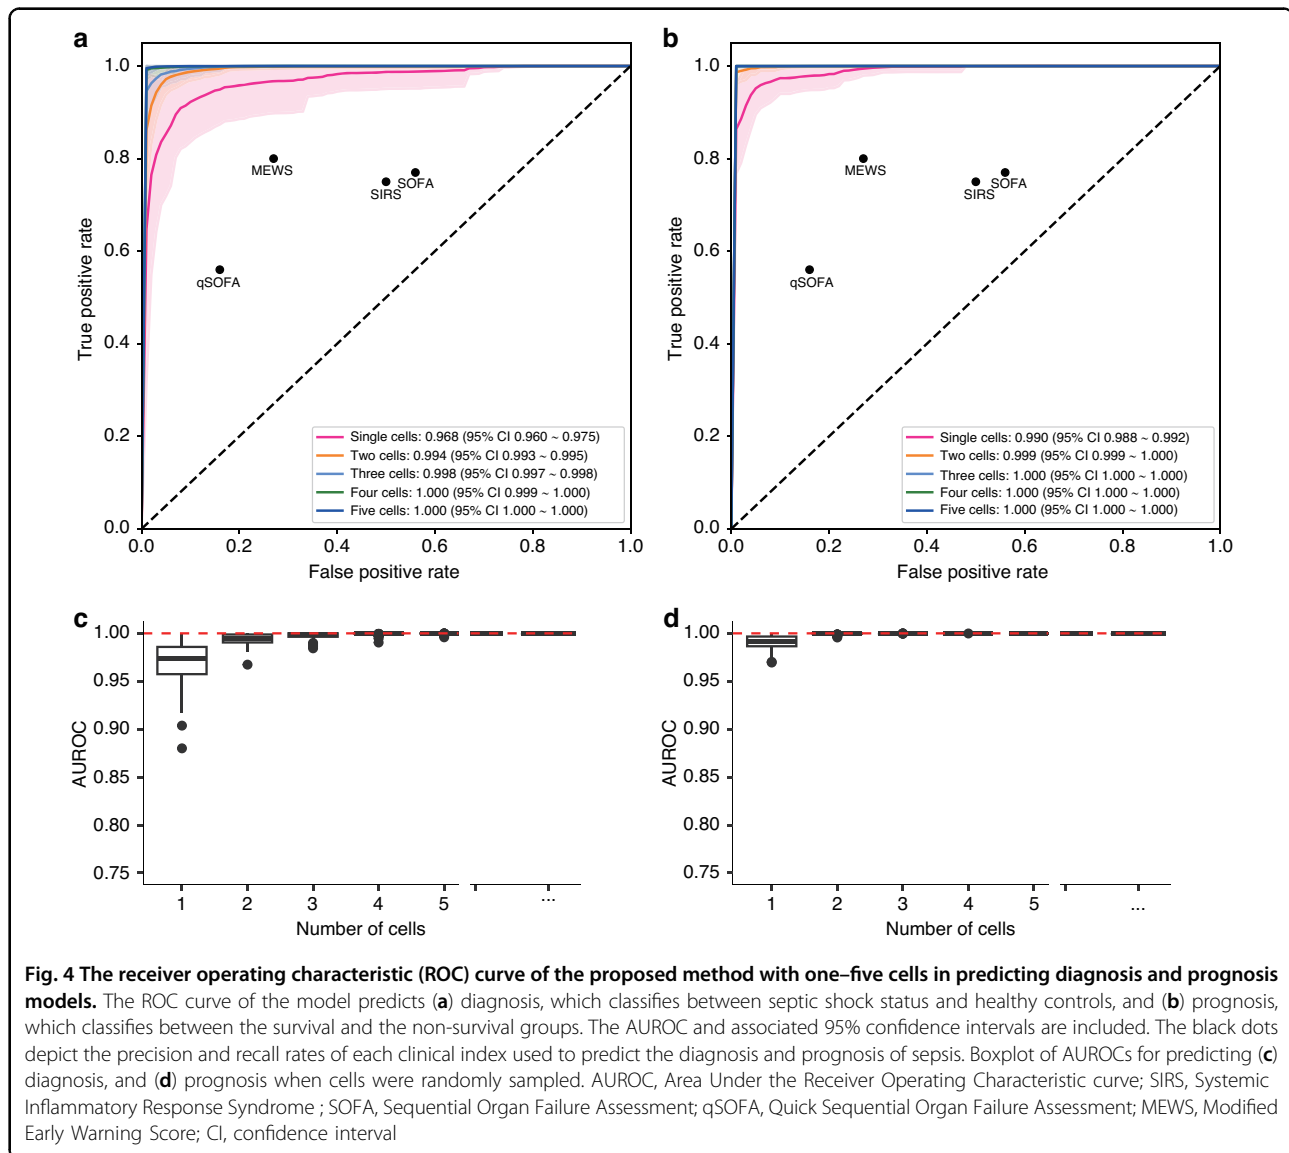 a
1.0
0.8
0.6
0.4
0.2
0.0
True positive rate
MEWS
SIRS
SOFA
qSOFA
Single cells: 0.968 (95% CI 0.960 ~ 0.975)
Two cells: 0.994 (95% CI 0.993 ~ 0.995)
Three cells: 0.998 (95% CI 0.997 ~ 0.998)
Four cells: 1.000 (95% CI 0.999 ~ 1.000)
Five cells: 1.000 (95% CI 1.000 ~ 1.000)
0.0 0.2 0.4 0.6 0.8 1.0
False positive rate
b
1.0
0.8
0.6
0.4
0.2
0.0
True positive rate
MEWS
SIRS
SOFA
qSOFA
Single cells: 0.990 (95% CI 0.988 ~ 0.992)
Two cells: 0.999 (95% CI 0.999 ~ 1.000)
Three cells: 1.000 (95% CI 1.000 ~ 1.000)
Four cells: 1.000 (95% CI 1.000 ~ 1.000)
Five cells: 1.000 (95% CI 1.000 ~ 1.000)
0.0 0.2 0.4 0.6 0.8 1.0
False positive rate
c
1.00
0.95
0.90
0.85
0.80
0.75
AUROC
1 2 3 4 5 ...
Number of cells
d
1.00
0.95
0.90
0.85
0.80
0.75
AUROC
1 2 3 4 5 ...
Number of cells
Fig. 4 The receiver operating characteristic (ROC) curve of the proposed method with one–five cells in predicting diagnosis and prognosis
models. The ROC curve of the model predicts (a) diagnosis, which classifies between septic shock status and healthy controls, and (b) prognosis,
which classifies between the survival and the non-survival groups. The AUROC and associated 95% confidence intervals are included. The black dots
depict the precision and recall rates of each clinical index used to predict the diagnosis and prognosis of sepsis. Boxplot of AUROCs for predicting (c)
diagnosis, and (d) prognosis when cells were randomly sampled. AUROC, Area Under the Receiver Operating Characteristic curve; SIRS, Systemic
Inflammatory Response Syndrome ; SOFA, Sequential Organ Failure Assessment; qSOFA, Quick Sequential Organ Failure Assessment; MEWS, Modified
Early Warning Score; CI, confidence interval